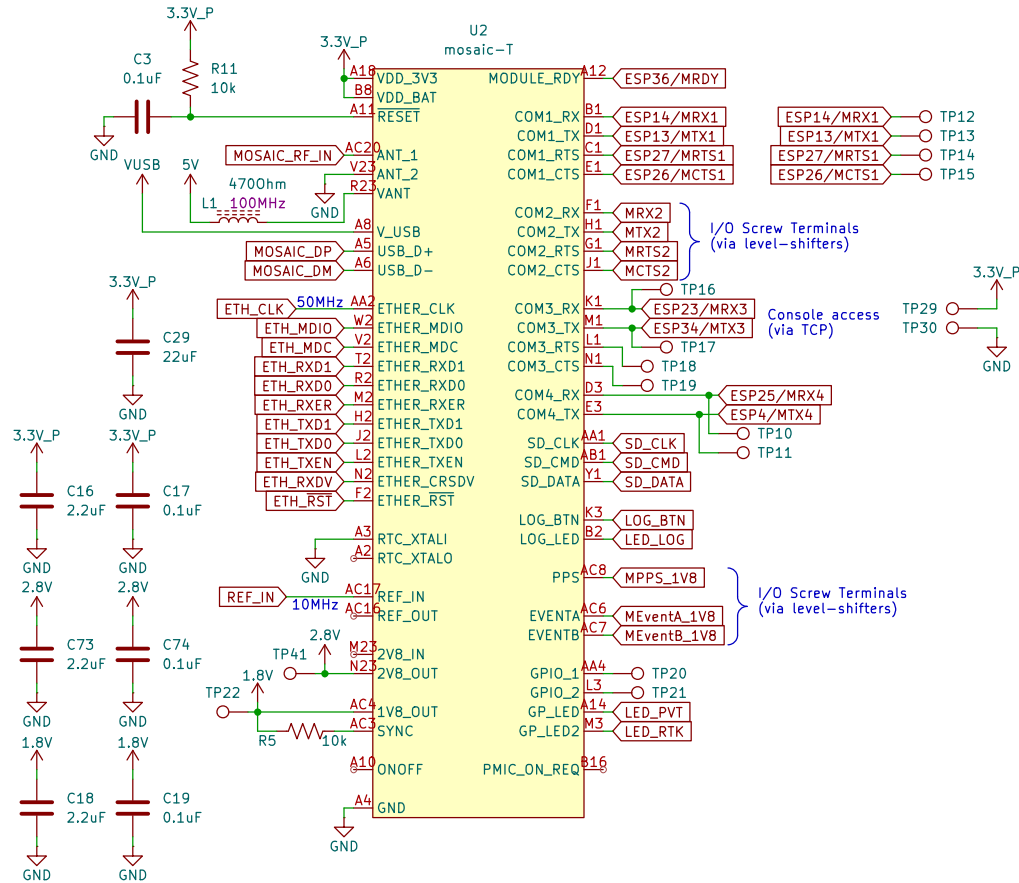 3.3V_P
C3
0.1uF
R11
10k
GND
3.3V_P
U2
mosaic-T
A18
VDD_3V3
B8
VDD_BAT
A11
RESET
MOSAIC_RF_IN
AC20
ANT_1
V23
ANT_2
GND
R23
VANT
VUSB
5V
470Ohm
L1
100MHz
A8
V_USB
MOSAIC_DP
A5
USB_D+
MOSAIC_DM
A6
USB_D-
ETH_CLK
50MHz
AA2
ETHER_CLK
ETH_MDIO
W2
ETHER_MDIO
ETH_MDC
V2
ETHER_MDC
ETH_RXD1
T2
ETHER_RXD1
ETH_RXD0
R2
ETHER_RXD0
ETH_RXER
M2
ETHER_RXER
ETH_TXD1
H2
ETHER_TXD1
ETH_TXD0
J2
ETHER_TXD0
ETH_TXEN
L2
ETHER_TXEN
ETH_RXDV
N2
ETHER_CRSDV
ETH_RST
F2
ETHER_RST
A3
RTC_XTALI
GND
A2
RTC_XTALO
REF_IN
10MHz
AC17
REF_IN
AC16
REF_OUT
M23
2V8_IN
2.8V
TP41
N23
2V8_OUT
1.8V
TP22
AC4
1V8_OUT
R5
10k
AC3
SYNC
A10
ONOFF
A4
GND
GND
MODULE_RDY
A12
ESP36/MRDY
COM1_RX
B1
ESP14/MRX1
COM1_TX
D1
ESP13/MTX1
COM1_RTS
C1
ESP27/MRTS1
COM1_CTS
E1
ESP26/MCTS1
COM2_RX
F1
MRX2
COM2_TX
H1
MTX2
COM2_RTS
G1
MRTS2
COM2_CTS
J1
MCTS2
I/O Screw Terminals
(via level-shifters)
TP16
COM3_RX
K1
ESP23/MRX3
COM3_TX
M1
ESP34/MTX3
Console access
(via TCP)
COM3_RTS
L1
TP17
COM3_CTS
N1
TP18
TP19
COM4_RX
D3
ESP25/MRX4
COM4_TX
E3
ESP4/MTX4
TP10
TP11
SD_CLK
AA1
SD_CLK
SD_CMD
AB1
SD_CMD
SD_DATA
Y1
SD_DATA
LOG_BTN
K3
LOG_BTN
LOG_LED
B2
LED_LOG
PPS
AC8
MPPS_1V8
EVENTA
AC6
MEventA_1V8
EVENTB
AC7
MEventB_1V8
I/O Screw Terminals
(via level-shifters)
GPIO_1
AA4
TP20
GPIO_2
L3
TP21
GP_LED
A14
LED_PVT
GP_LED2
M3
LED_RTK
PMIC_ON_REQ
B16
ESP14/MRX1
TP12
ESP13/MTX1
TP13
ESP27/MRTS1
TP14
ESP26/MCTS1
TP15
3.3V_P
TP29
TP30
GND
3.3V_P
C29
22uF
GND
3.3V_P
C16
2.2uF
GND
3.3V_P
C17
0.1uF
GND
2.8V
C73
2.2uF
GND
2.8V
C74
0.1uF
GND
1.8V
C18
2.2uF
GND
1.8V
C19
0.1uF
GND